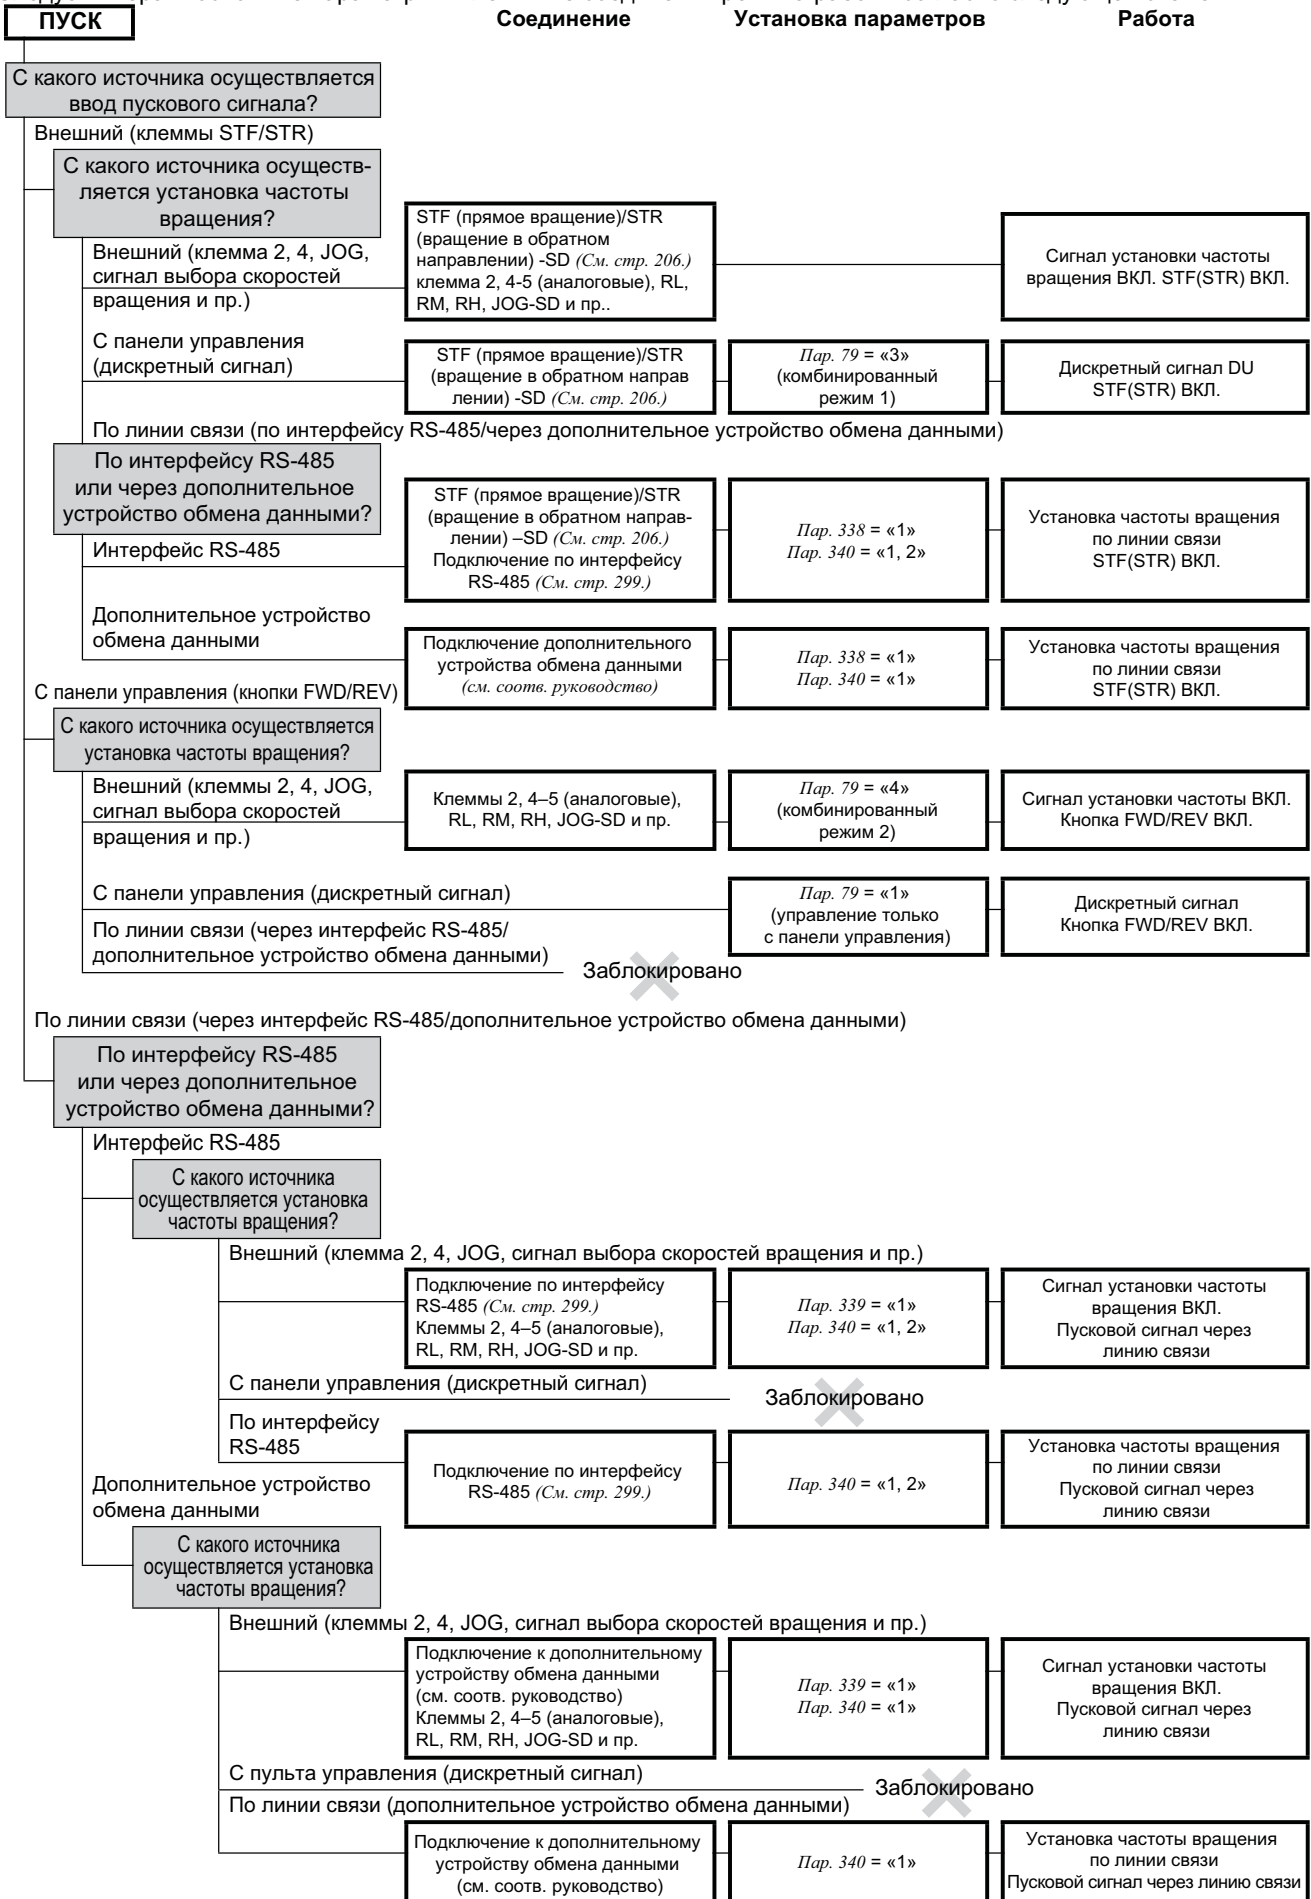 ПУСК
Соединение
Установка параметров
Работа
С какого источника осуществляется
ввод пускового сигнала?
Внешний (клеммы STF/STR)
С какого источника осуществ-
ляется установка частоты
вращения?
Внешний (клемма 2, 4, JOG,
сигнал выбора скоростей
вращения и пр.)
STF (прямое вращение)/STR
(вращение в обратном
направлении) -SD (См. стр. 206.)
клемма 2, 4-5 (аналоговые), RL,
RM, RH, JOG-SD и пр..
Сигнал установки частоты
вращения ВКЛ. STF(STR) ВКЛ.
С панели управления
(дискретный сигнал)
STF (прямое вращение)/STR
(вращение в обратном направ
лении) -SD (См. стр. 206.)
Пар. 79 = «3»
(комбинированный
режим 1)
Дискретный сигнал DU
STF(STR) ВКЛ.
По линии связи (по интерфейсу RS-485/через дополнительное устройство обмена данными)
По интерфейсу RS-485
или через дополнительное
устройство обмена данными?
Интерфейс RS-485
STF (прямое вращение)/STR
(вращение в обратном направ-
лении) –SD (См. стр. 206.)
Подключение по интерфейсу
RS-485 (См. стр. 299.)
Пар. 338 = «1»
Пар. 340 = «1, 2»
Установка частоты вращения
по линии связи
STF(STR) ВКЛ.
Дополнительное устройство
обмена данными
Подключение дополнительного
устройства обмена данными
(см. соотв. руководство)
Пар. 338 = «1»
Пар. 340 = «1»
Установка частоты вращения
по линии связи
STF(STR) ВКЛ.
С панели управления (кнопки FWD/REV)
С какого источника осуществляется
установка частоты вращения?
Внешний (клеммы 2, 4, JOG,
сигнал выбора скоростей
вращения и пр.)
Клеммы 2, 4–5 (аналоговые),
RL, RM, RH, JOG-SD и пр.
Пар. 79 = «4»
(комбинированный
режим 2)
Сигнал установки частоты ВКЛ.
Кнопка FWD/REV ВКЛ.
С панели управления (дискретный сигнал)
Пар. 79 = «1»
(управление только
с панели управления)
Дискретный сигнал
Кнопка FWD/REV ВКЛ.
По линии связи (через интерфейс RS-485/
дополнительное устройство обмена данными)
Заблокировано
По линии связи (через интерфейс RS-485/дополнительное устройство обмена данными)
По интерфейсу RS-485
или через дополнительное
устройство обмена данными?
Интерфейс RS-485
С какого источника
осуществляется установка
частоты вращения?
Внешний (клемма 2, 4, JOG, сигнал выбора скоростей вращения и пр.)
Подключение по интерфейсу
RS-485 (См. стр. 299.)
Клеммы 2, 4–5 (аналоговые),
RL, RM, RH, JOG-SD и пр.
Пар. 339 = «1»
Пар. 340 = «1, 2»
Сигнал установки частоты
вращения ВКЛ.
Пусковой сигнал через
линию связи
С панели управления (дискретный сигнал)
Заблокировано
По интерфейсу
RS-485
Подключение по интерфейсу
RS-485 (См. стр. 299.)
Пар. 340 = «1, 2»
Установка частоты вращения
по линии связи
Пусковой сигнал через
линию связи
Дополнительное устройство
обмена данными
С какого источника
осуществляется установка
частоты вращения?
Внешний (клеммы 2, 4, JOG, сигнал выбора скоростей вращения и пр.)
Подключение к дополнительному
устройству обмена данными
(см. соотв. руководство)
Клеммы 2, 4–5 (аналоговые),
RL, RM, RH, JOG-SD и пр.
Пар. 339 = «1»
Пар. 340 = «1»
Сигнал установки частоты
вращения ВКЛ.
Пусковой сигнал через
линию связи
С пульта управления (дискретный сигнал)
Заблокировано
По линии связи (дополнительное устройство обмена данными)
Подключение к дополнительному
устройству обмена данными
(см. соотв. руководство)
Пар. 340 = «1»
Установка частоты вращения
по линии связи
Пусковой сигнал через линию связи